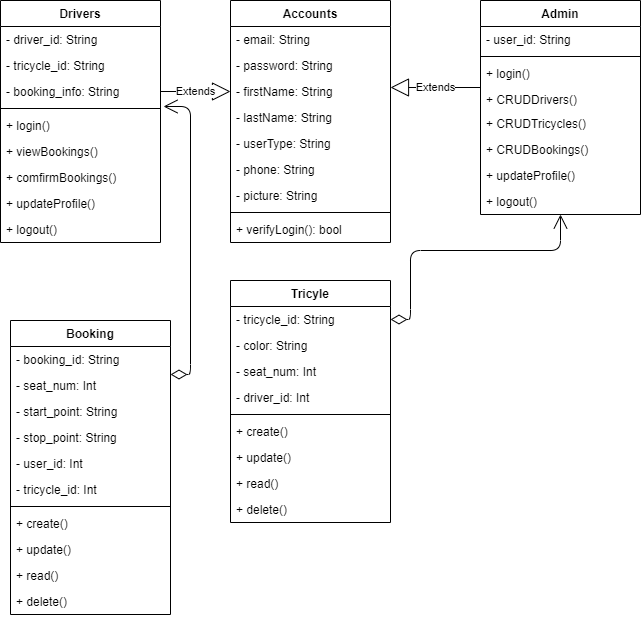 Drivers
- driver_id: String
- tricycle_id: String
- booking_info: String
+ login()
+ viewBookings()
+ comfirmBookings()
+ updateProfile()
+ logout()
Extends
Accounts
- email: String
- password: String
- firstName: String
- lastName: String
- userType: String
- phone: String
- picture: String
+ verifyLogin(): bool
Extends
Admin
- user_id: String
+ login()
+ CRUDDrivers()
+ CRUDTricycles()
+ CRUDBookings()
+ updateProfile()
+ logout()
Booking
- booking_id: String
- seat_num: Int
- start_point: String
- stop_point: String
- user_id: Int
- tricycle_id: Int
+ create()
+ update()
+ read()
+ delete()
Tricyle
- tricycle_id: String
- color: String
- seat_num: Int
- driver_id: Int
+ create()
+ update()
+ read()
+ delete()